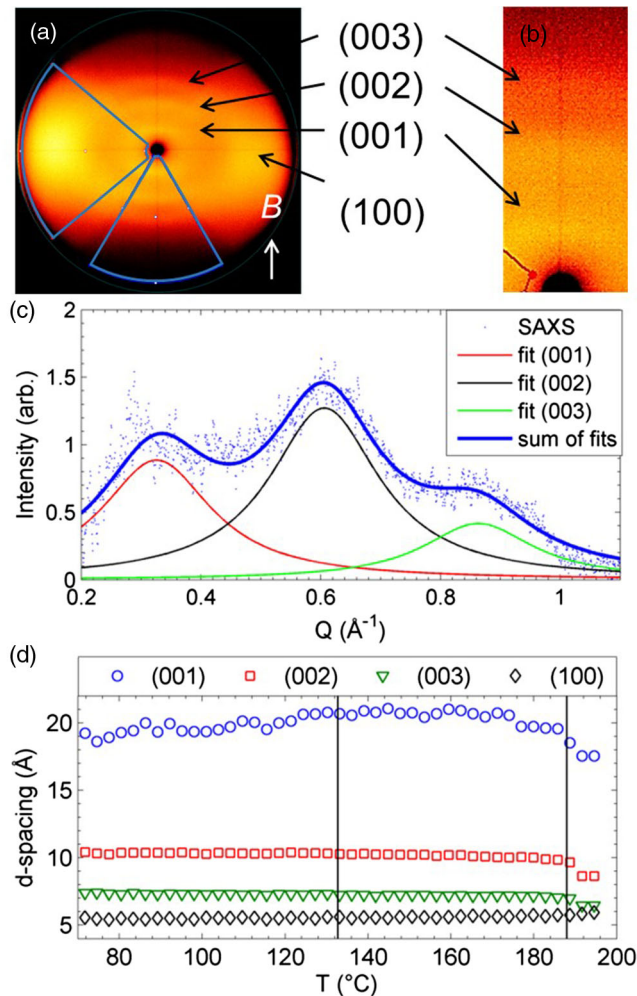 (a)
(003)
(002)
(001)
(100)
B
(b)
(c)
2
1.5
1
0.5
0
Intensity (arb.)
0.2 0.4 0.6 0.8 1
Q (Å⁻¹)
SAXS
fit (001)
fit (002)
fit (003)
sum of fits
(d)
(001) (002) (003) (100)
20
15
10
5
d-spacing (Å)
80 100 120 140 160 180 200
T (°C)